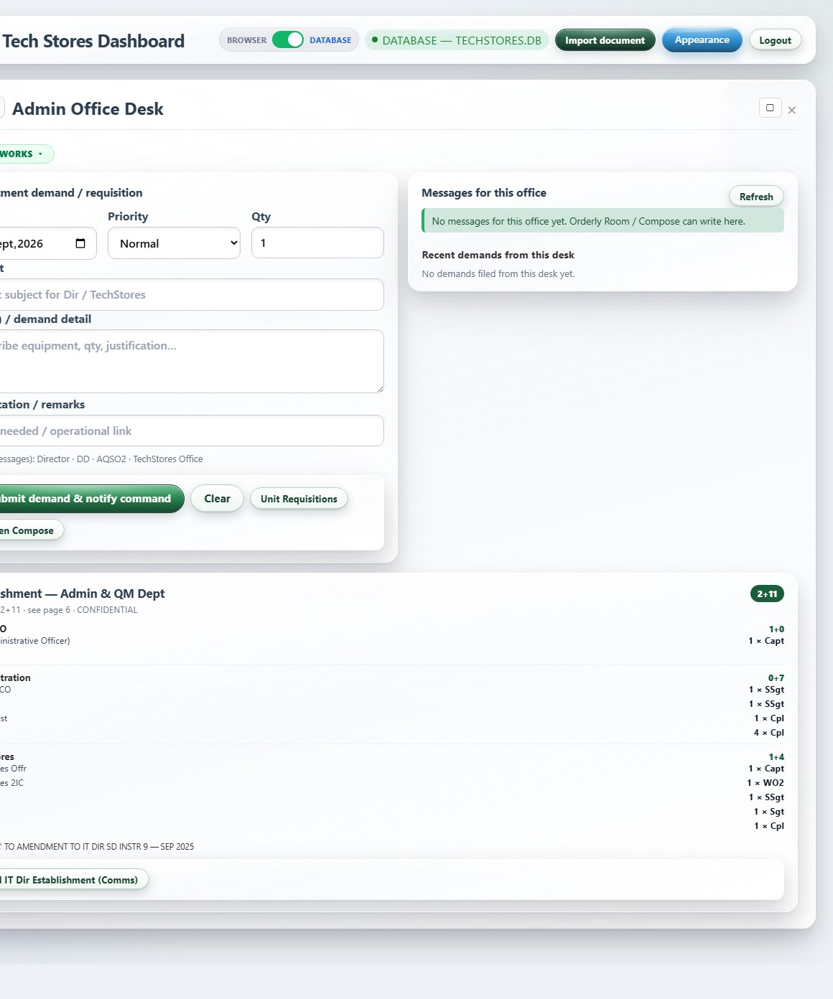 Tech Stores Dashboard
BROWSER DATABASE
DATABASE — TECHSTORES.DB
Import document
Appearance
Logout
Admin Office Desk
WORKS
ment demand / requisition
Priority
Qty
ept,2026
Normal
1
t
subject for Dir / TechStores
) / demand detail
ribe equipment, qty, justification...
cation / remarks
needed / operational link
essages): Director · DD · AQSO2 · TechStores Office
ubmit demand & notify command
Clear
Unit Requisitions
en Compose
Messages for this office
Refresh
No messages for this office yet. Orderly Room / Compose can write here.
Recent demands from this desk
No demands filed from this desk yet.
shment — Admin & QM Dept
2+11
2+11 · see page 6 · CONFIDENTIAL
O 1+0
inistrative Officer) 1 × Capt
tration 0+7
CO 1 × SSgt
1 × SSgt
st 1 × Cpl
4 × Cpl
ores 1+4
es Offr 1 × Capt
es 2IC 1 × WO2
1 × SSgt
1 × Sgt
1 × Cpl
' TO AMENDMENT TO IT DIR SD INSTR 9 — SEP 2025
IT Dir Establishment (Comms)